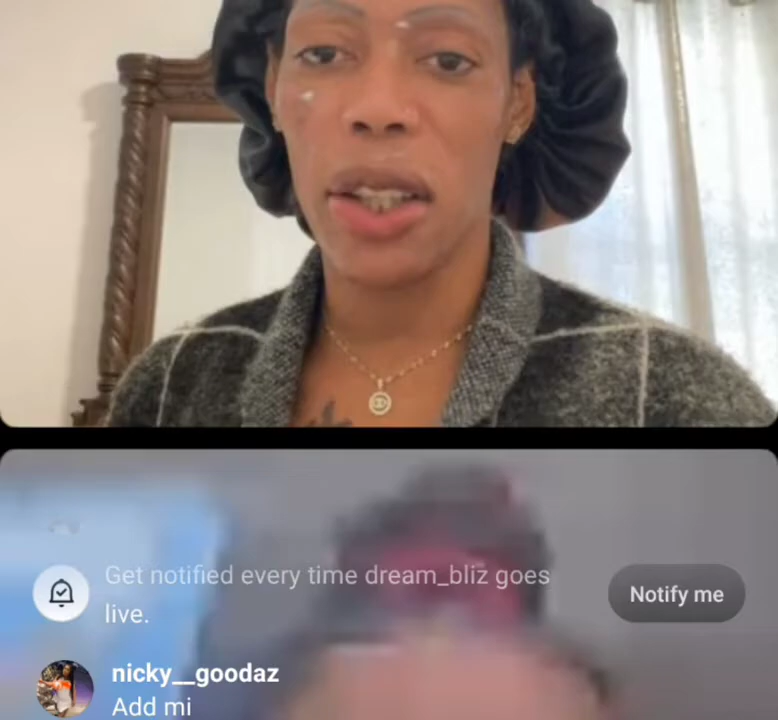 Get notified every time dream_bliz goes
live.
Notify me
nicky__goodaz
Add mi